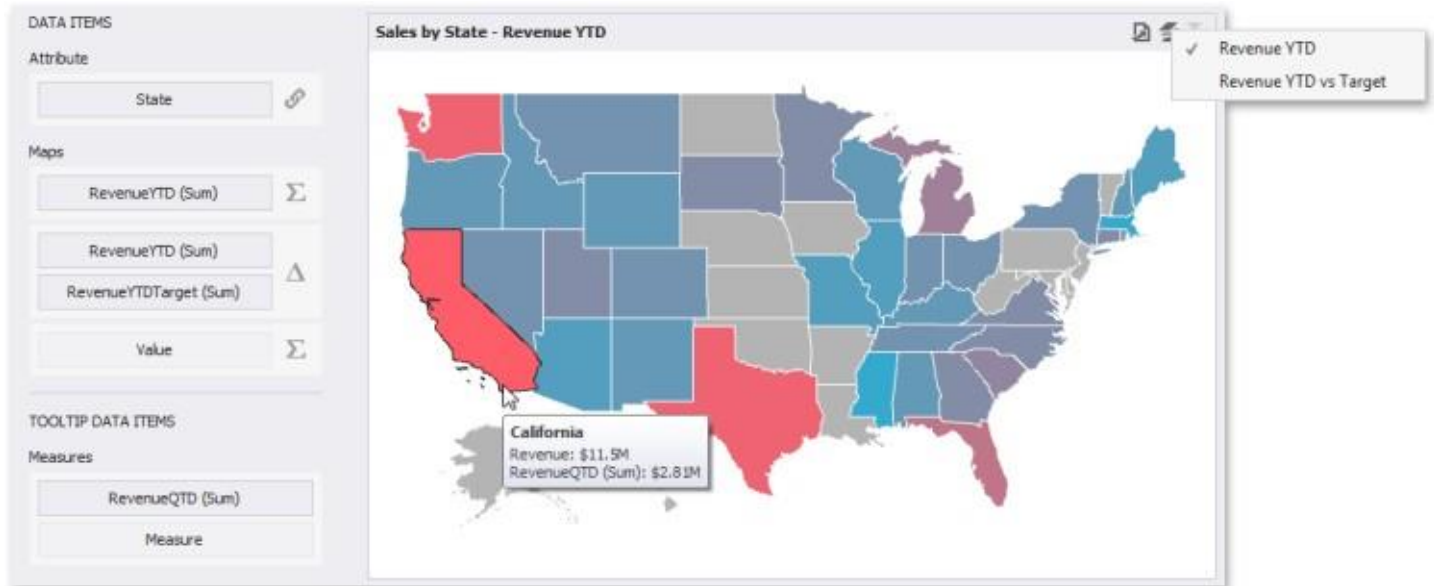 DATA ITEMS
Attribute
State
Maps
RevenueYTD (Sum)
Σ
RevenueYTD (Sum)
RevenueYTDTarget (Sum)
Δ
Value
Σ
TOOLTIP DATA ITEMS
Measures
RevenueQTD (Sum)
Measure
Sales by State - Revenue YTD
Revenue YTD
Revenue YTD vs Target
California
Revenue: $11.5M
RevenueQTD (Sum): $2.81M